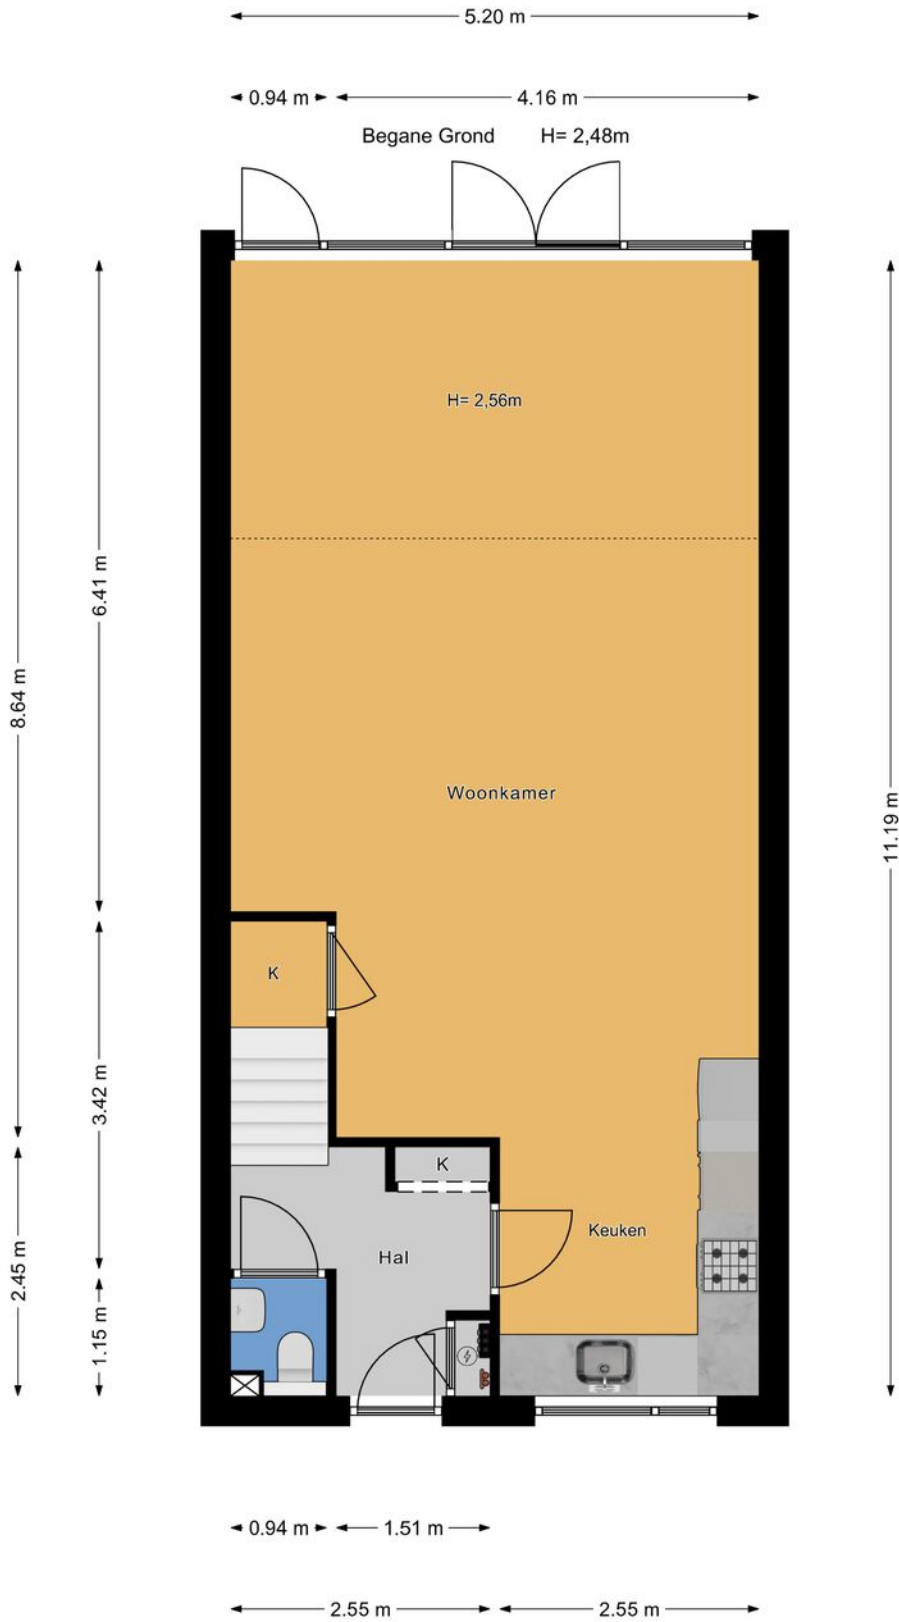 5.20 m
0.94 m
4.16 m
Begane Grond H= 2,48m
H= 2,56m
6.41 m
8.64 m
Woonkamer
11.19 m
K
3.42 m
K
Keuken
Hal
2.45 m
1.15 m
0.94 m
1.51 m
2.55 m
2.55 m